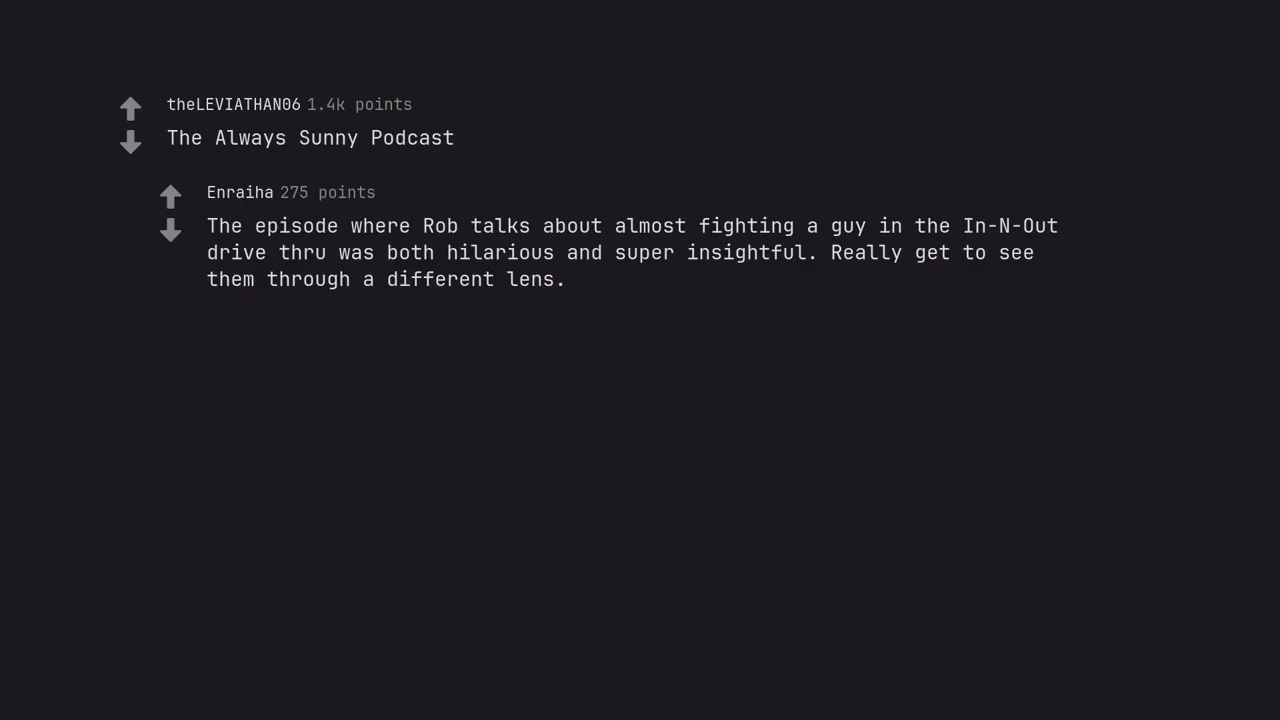 theLEVIATHAN06 1.4k points
The Always Sunny Podcast
Enraiha 275 points
The episode where Rob talks about almost fighting a guy in the In-N-Out
drive thru was both hilarious and super insightful. Really get to see
them through a different lens.